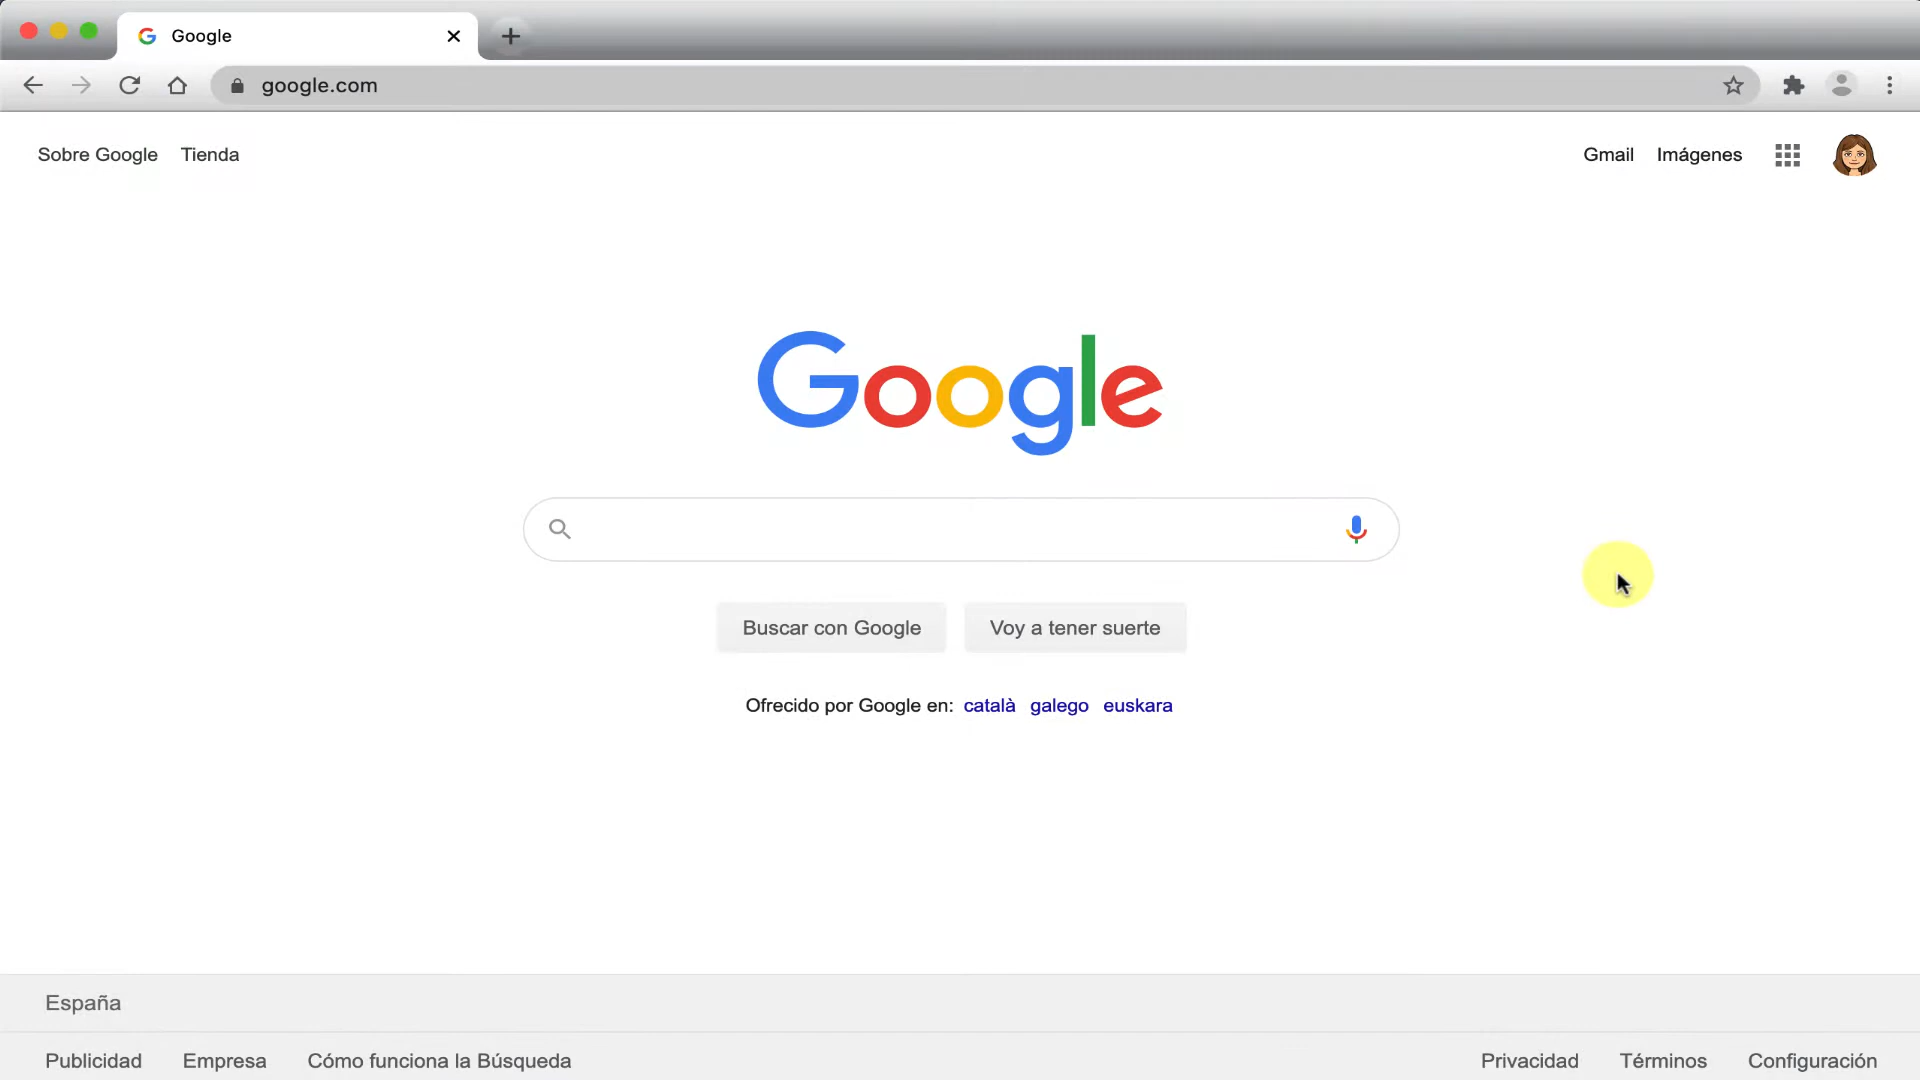 Google
google.com
Sobre Google Tienda
Gmail Imágenes
Google
Buscar con Google Voy a tener suerte
Ofrecido por Google en: català galego euskara
España
Publicidad Empresa Cómo funciona la Búsqueda
Privacidad Términos Configuración